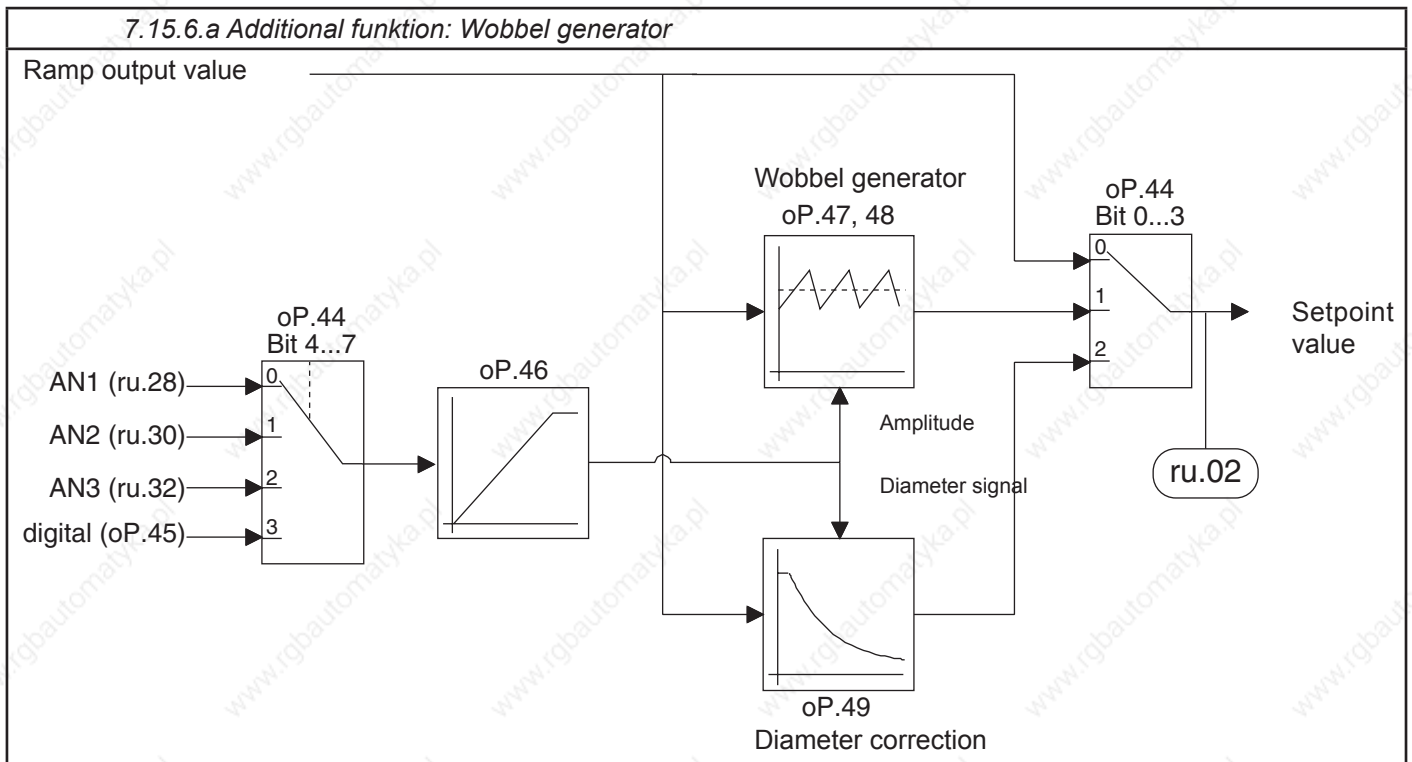 7.15.6.a Additional funktion: Wobbel generator
Ramp output value
Wobbel generator
oP.47, 48
oP.44
Bit 0...3
0
1
2
Setpoint
value
ru.02
oP.44
Bit 4...7
AN1 (ru.28)
0
AN2 (ru.30)
1
AN3 (ru.32)
2
digital (oP.45)
3
oP.46
Amplitude
Diameter signal
oP.49
Diameter correction
www.rgbautomatyka.pl